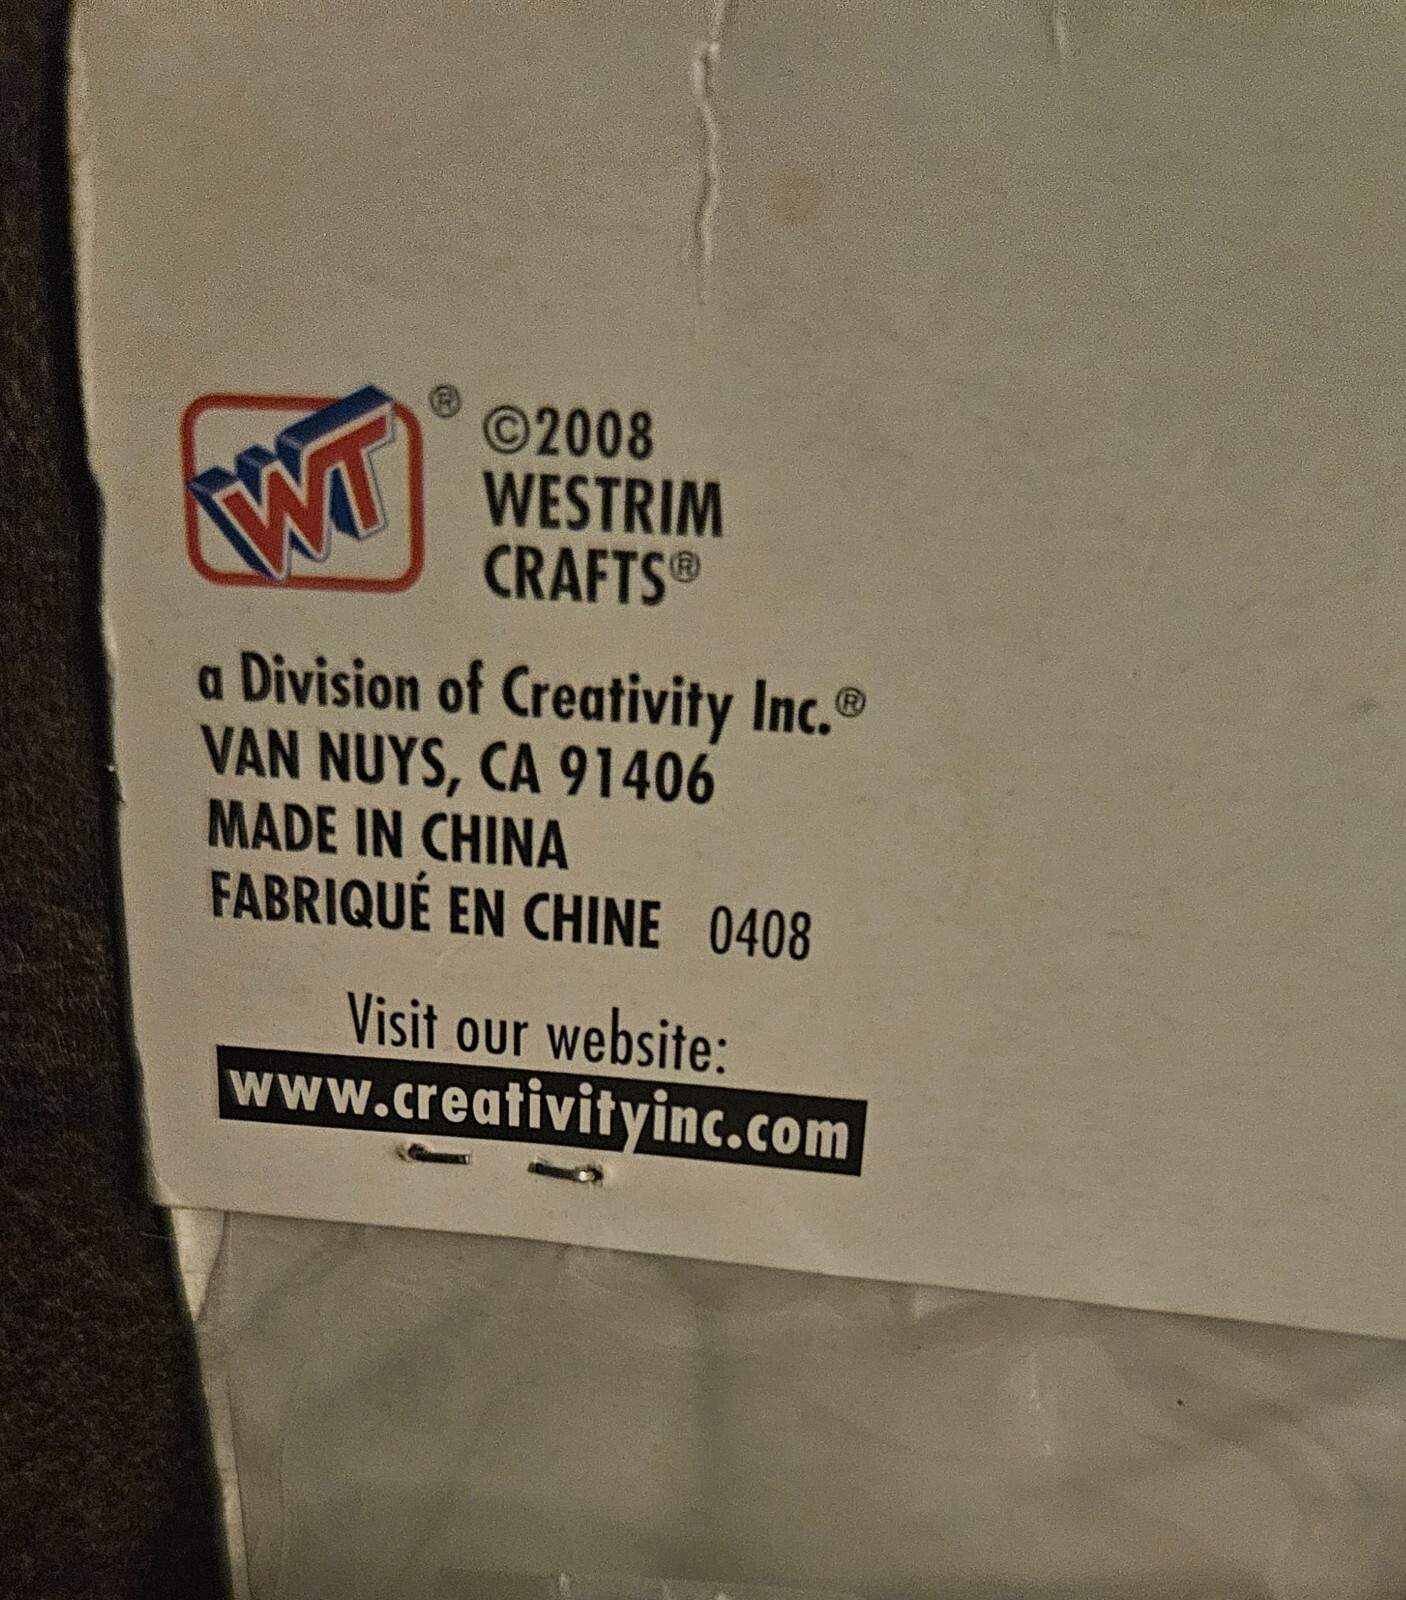 WT® ©2008
WESTRIM
CRAFTS®
a Division of Creativity Inc.®
VAN NUYS, CA 91406
MADE IN CHINA
FABRIQUÉ EN CHINE 0408
Visit our website:
www.creativityinc.com